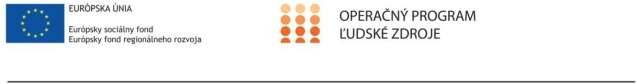 EURÓPSKA ÚNIA
Európsky sociálny fond
Európsky fond regionálneho rozvoja
OPERAČNÝ PROGRAM
ĽUDSKÉ ZDROJE